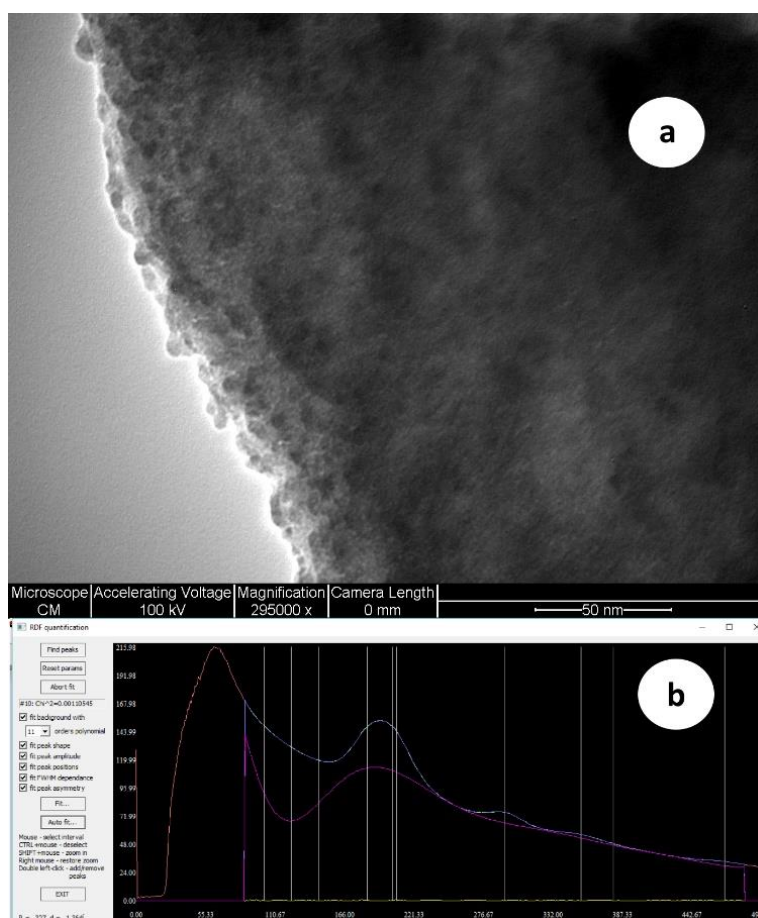 a
Microscope Accelerating Voltage Magnification Camera Length
CM 100 kV 295000 x 0 mm 50 nm
RDF quantification
Find peaks
Reset params
Abort fit
#10: Chi^2=0.00110545
fit background with
11 orders polynomial
fit peak shape
fit peak amplitude
fit peak positions
fit FWHM dependance
fit peak asymmetry
Fit...
Auto fit...
Mouse - select interval
CTRL+mouse - deselect
SHIFT+mouse - zoom in
Right mouse - restore zoom
Double left-click - add/remove
peaks
EXIT
b
215.98
191.98
167.98
143.99
119.99
95.99
71.99
48.00
24.00
0.00
0.00 55.33 110.67 166.00 221.33 276.67 332.00 387.33 442.67